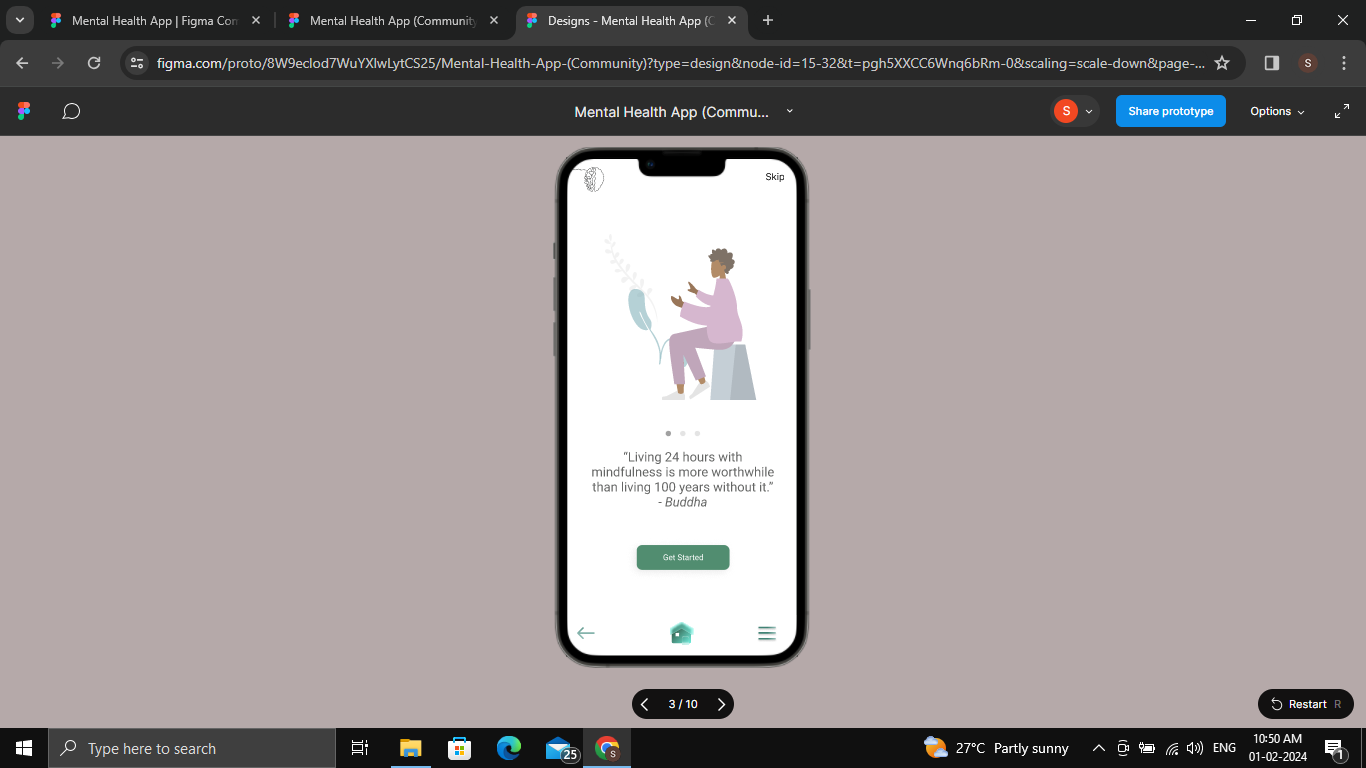 Mental Health App | Figma Con
Mental Health App (Community
Designs - Mental Health App (C
figma.com/proto/8W9eclod7WuYXlwLytCS25/Mental-Health-App-(Community)?type=design&node-id=15-32&t=pgh5XXCC6Wnq6bRm-0&scaling=scale-down&page-...
S
Mental Health App (Commu...
S
Share prototype
Options
Skip
“Living 24 hours with
mindfulness is more worthwhile
than living 100 years without it.”
- Buddha
Get Started
3 / 10
Restart R
Type here to search
25
S
27°C Partly sunny
ENG
10:50 AM
01-02-2024
1